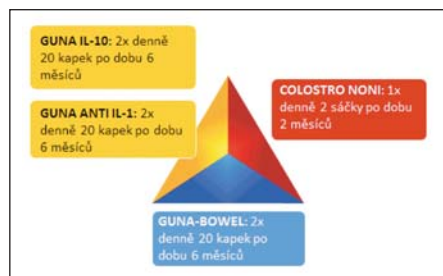 GUNA IL-10: 2x denně
20 kapek po dobu 6
měsíců
GUNA ANTI IL-1: 2x
denně 20 kapek po dobu
6 měsíců
COLOSTRO NONI: 1x
denně 2 sáčky po dobu
2 měsíců
GUNA-BOWEL: 2x
denně 20 kapek po
dobu 6 měsíců